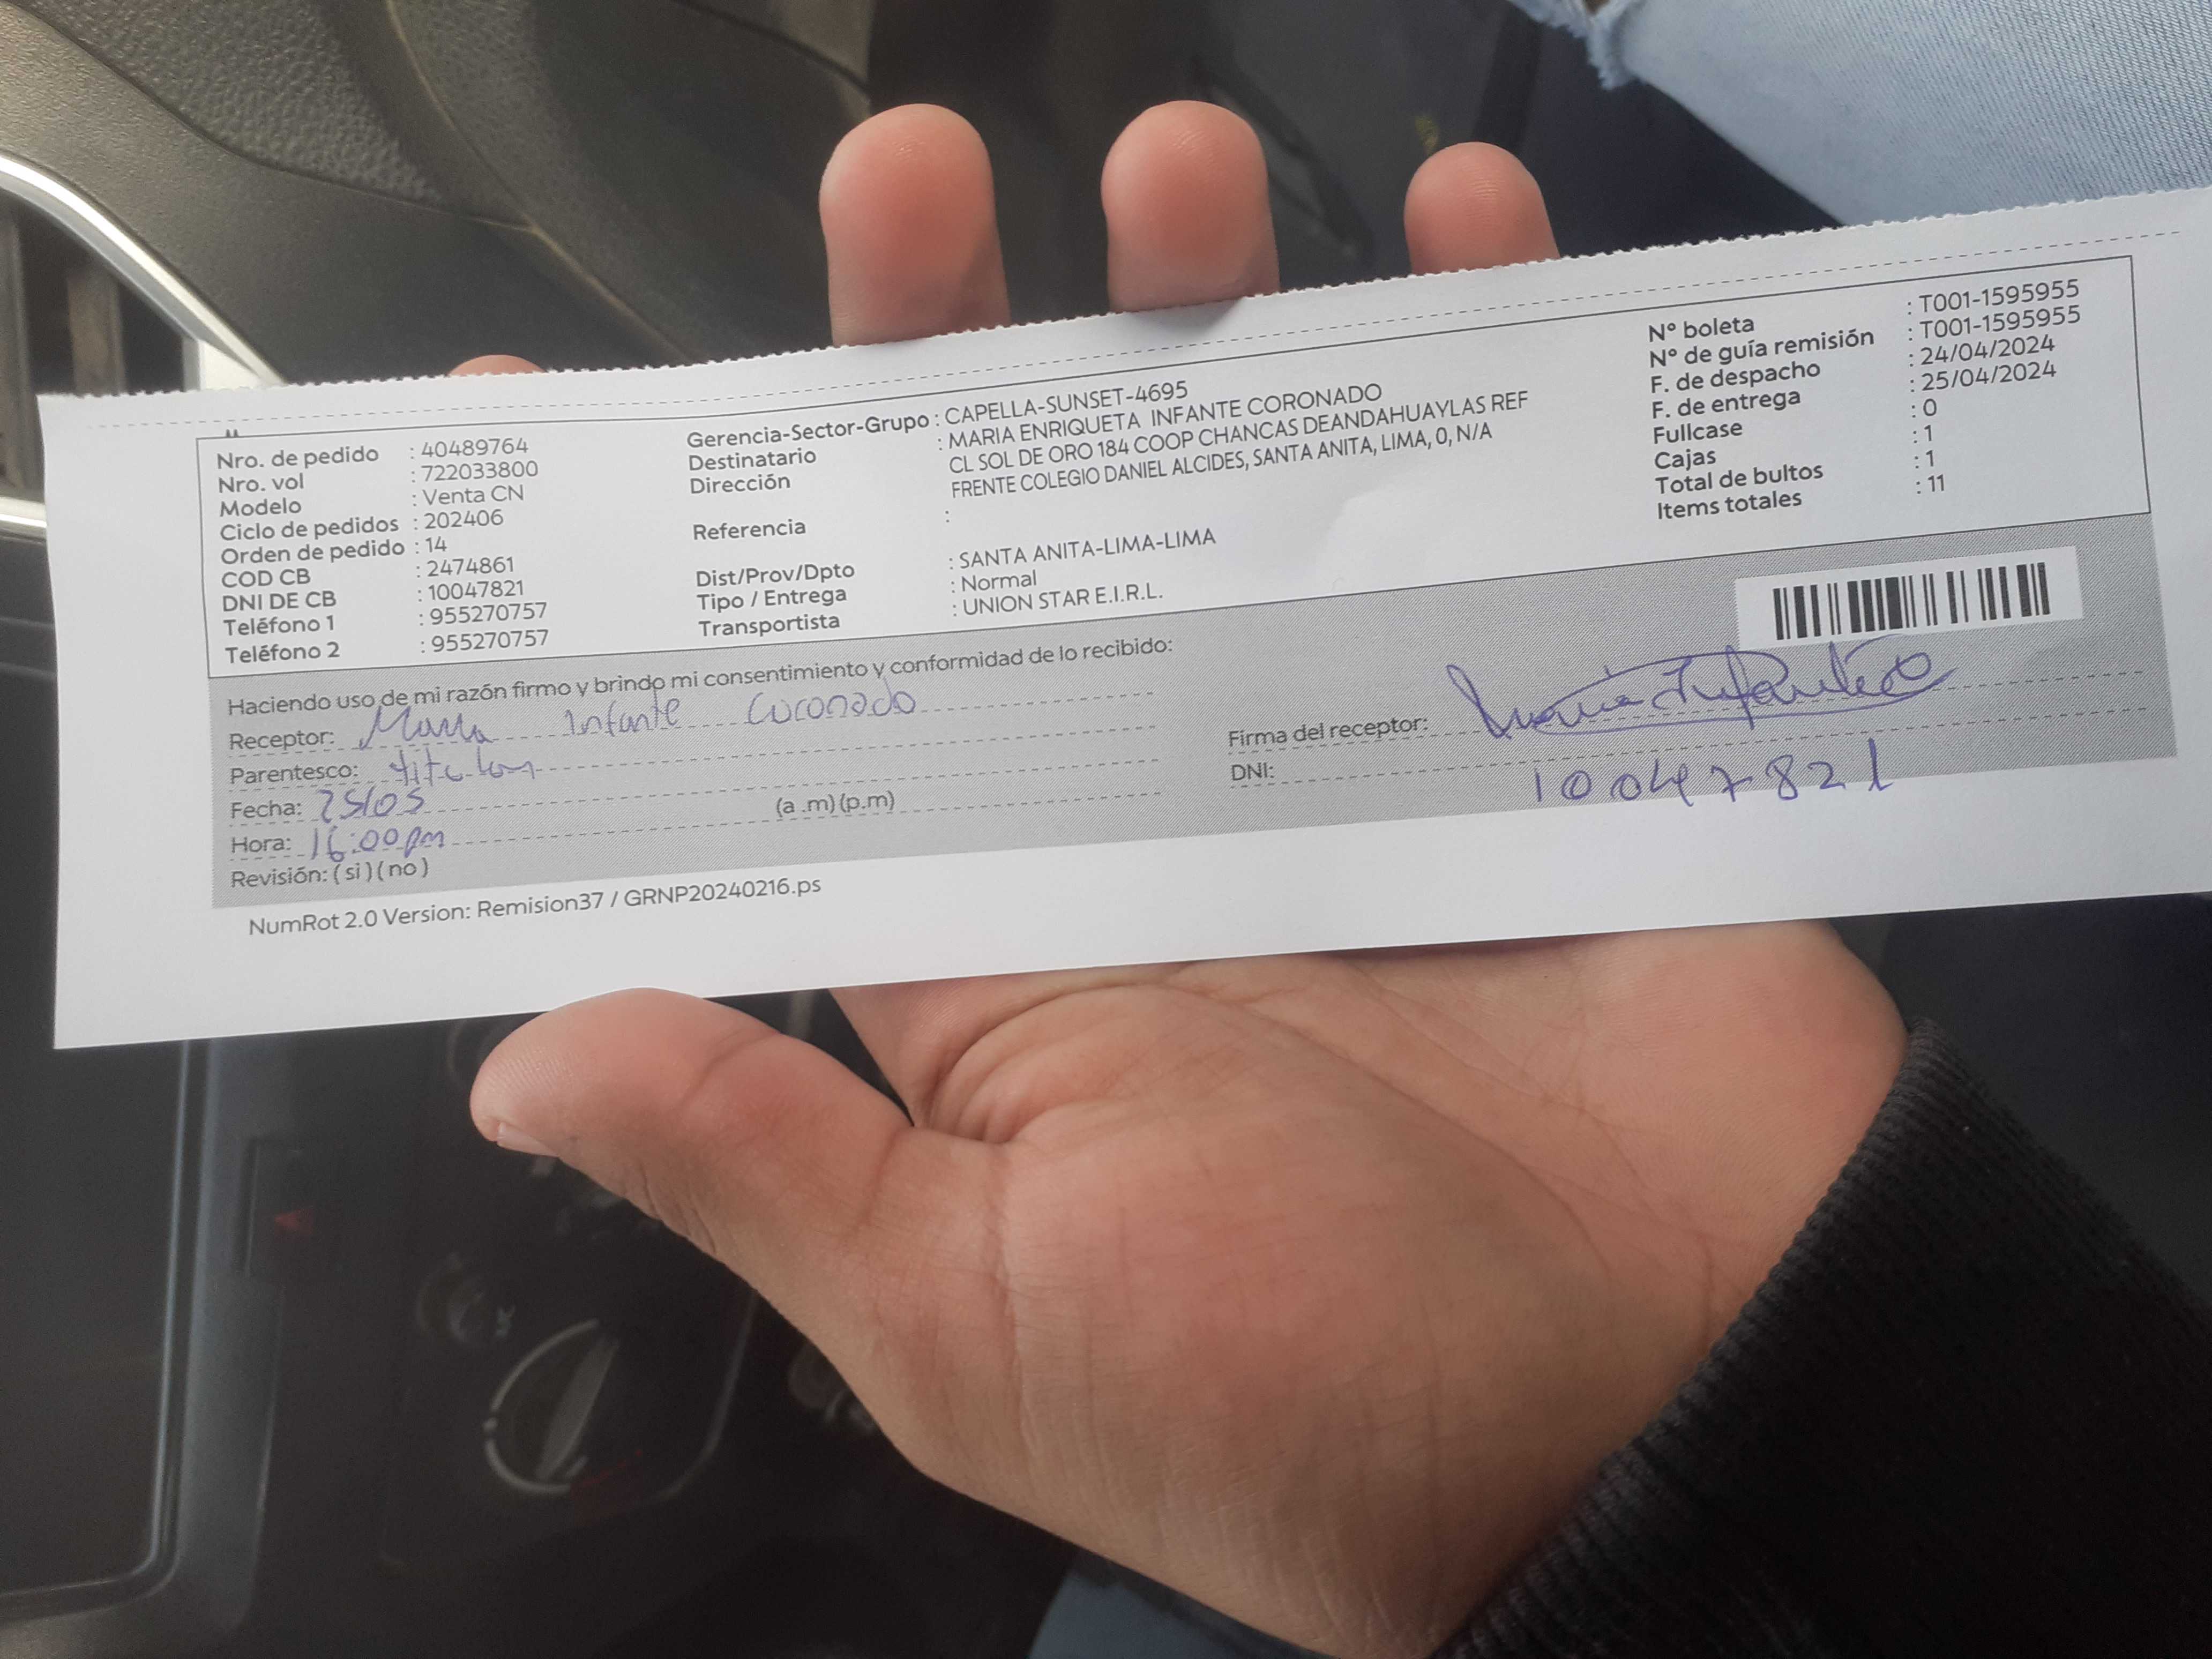 Nro. de pedido : 40489764
Nro. vol : 722033800
Modelo : Venta CN
Ciclo de pedidos : 202406
Orden de pedido : 14
COD CB : 2474861
DNI DE CB : 10047821
Teléfono 1 : 955270757
Teléfono 2 : 955270757
Gerencia-Sector-Grupo : CAPELLA-SUNSET-4695
Destinatario : MARIA ENRIQUETA INFANTE CORONADO
Dirección CL SOL DE ORO 184 COOP CHANCAS DEANDAHUAYLAS REF
FRENTE COLEGIO DANIEL ALCIDES, SANTA ANITA, LIMA, 0, N/A
Referencia :
Dist/Prov/Dpto : SANTA ANITA-LIMA-LIMA
Tipo / Entrega : Normal
Transportista : UNION STAR E.I.R.L.
N° boleta : T001-1595955
N° de guía remisión : T001-1595955
F. de despacho : 24/04/2024
F. de entrega : 25/04/2024
Fullcase : 0
Cajas : 1
Total de bultos : 1
Items totales : 11
Haciendo uso de mi razón firmo y brindo mi consentimiento y conformidad de lo recibido:
Receptor: Maria Infante Coronado
Parentesco: titular
Fecha: 25/05
Hora: 16:00 pm (a .m) (p.m)
Revisión: ( si ) ( no )
Firma del receptor: Maria Infante C
DNI: 10047821
NumRot 2.0 Version: Remision37 / GRNP20240216.ps